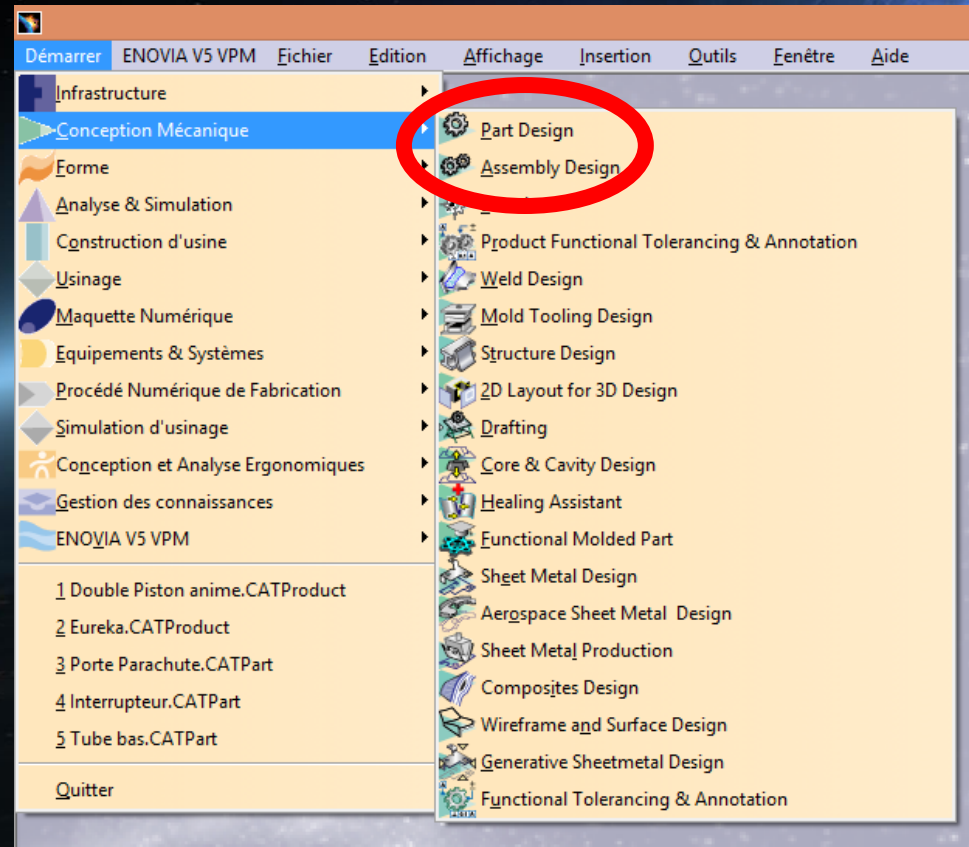 Démarrer ENOVIA V5 VPM Fichier Edition Affichage Insertion Outils Fenêtre Aide
Infrastructure
Conception Mécanique
Forme
Analyse & Simulation
Construction d'usine
Usinage
Maquette Numérique
Equipements & Systèmes
Procédé Numérique de Fabrication
Simulation d'usinage
Conception et Analyse Ergonomiques
Gestion des connaissances
ENOVIA V5 VPM
1 Double Piston anime.CATProduct
2 Eureka.CATProduct
3 Porte Parachute.CATPart
4 Interrupteur.CATPart
5 Tube bas.CATPart
Quitter
Part Design
Assembly Design
Product Functional Tolerancing & Annotation
Weld Design
Mold Tooling Design
Structure Design
2D Layout for 3D Design
Drafting
Core & Cavity Design
Healing Assistant
Functional Molded Part
Sheet Metal Design
Aerospace Sheet Metal Design
Sheet Metal Production
Composites Design
Wireframe and Surface Design
Generative Sheetmetal Design
Functional Tolerancing & Annotation